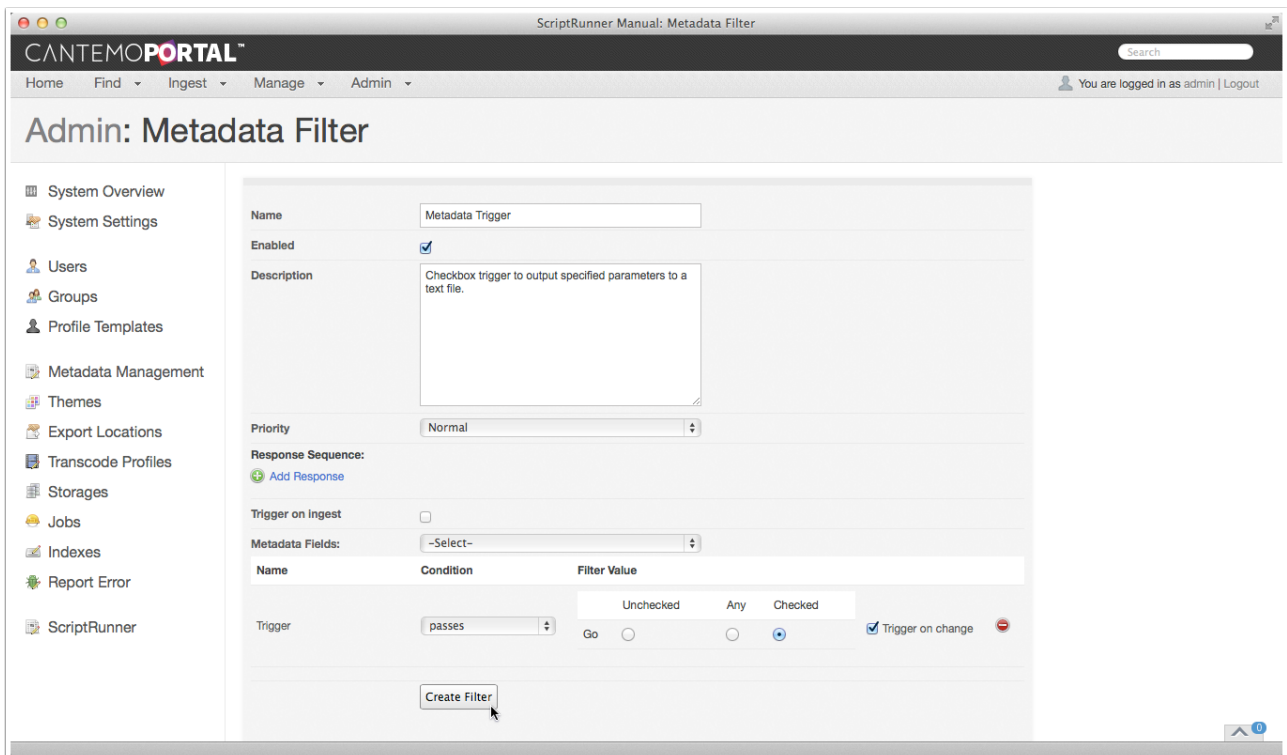 ScriptRunner Manual: Metadata Filter
CANTEMOPORTAL™
Search
Home Find Ingest Manage Admin
You are logged in as admin | Logout
Admin: Metadata Filter
System Overview
System Settings
Users
Groups
Profile Templates
Metadata Management
Themes
Export Locations
Transcode Profiles
Storages
Jobs
Indexes
Report Error
ScriptRunner
Name Metadata Trigger
Enabled
Description Checkbox trigger to output specified parameters to a
text file.
Priority Normal
Response Sequence:
Add Response
Trigger on ingest
Metadata Fields: –Select–
Name Condition Filter Value
Unchecked Any Checked
Trigger passes Go Trigger on change
Create Filter
0